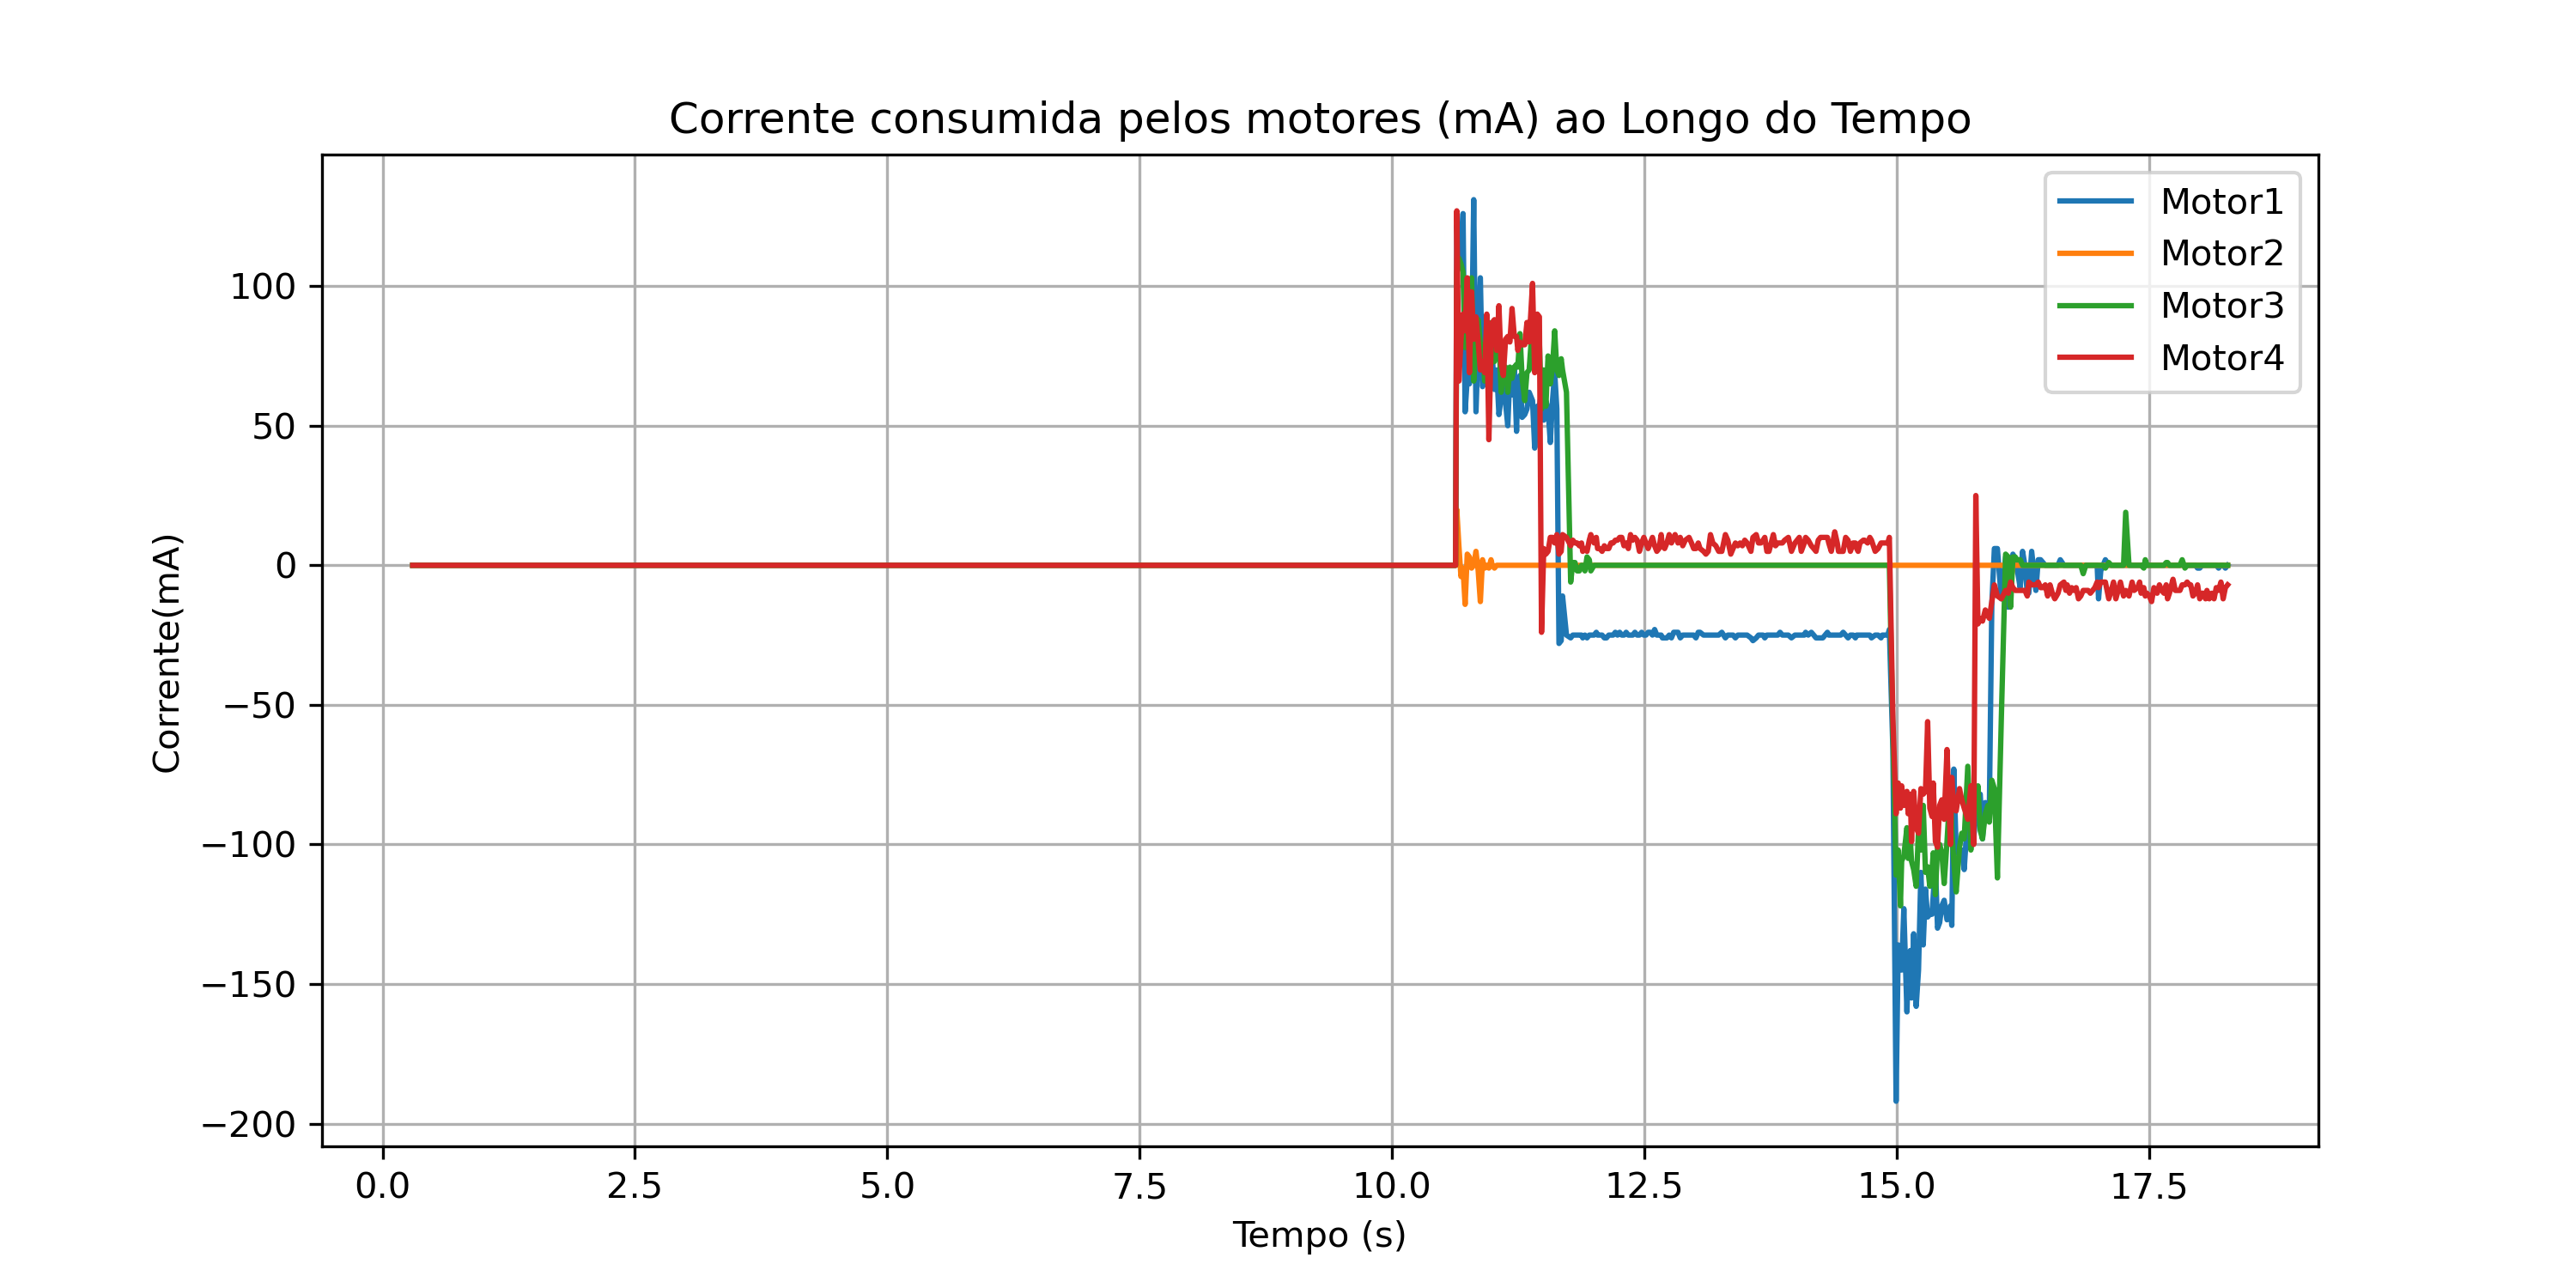 Corrente consumida pelos motores (mA) ao Longo do Tempo
Motor1
Motor2
Motor3
Motor4
Corrente(mA)
100
50
0
−50
−100
−150
−200
0.0 2.5 5.0 7.5 10.0 12.5 15.0 17.5
Tempo (s)